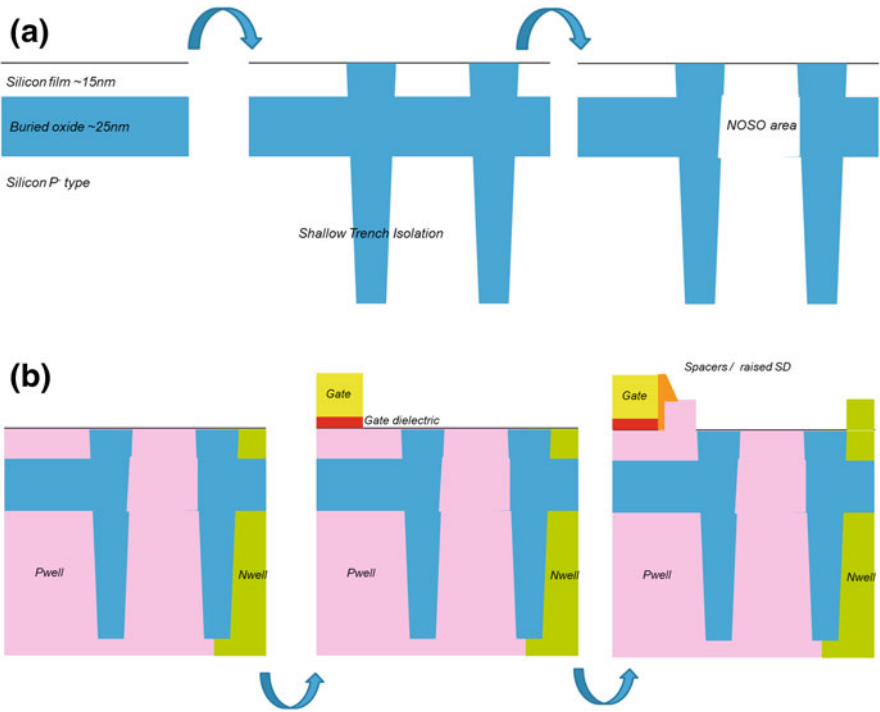 (a)
Silicon film ~15nm
Buried oxide ~25nm
NOSO area
Silicon P- type
Shallow Trench Isolation
(b)
Spacers / raised SD
Gate
Gate
Gate dielectric
Pwell
Nwell
Pwell
Nwell
Pwell
Nwell